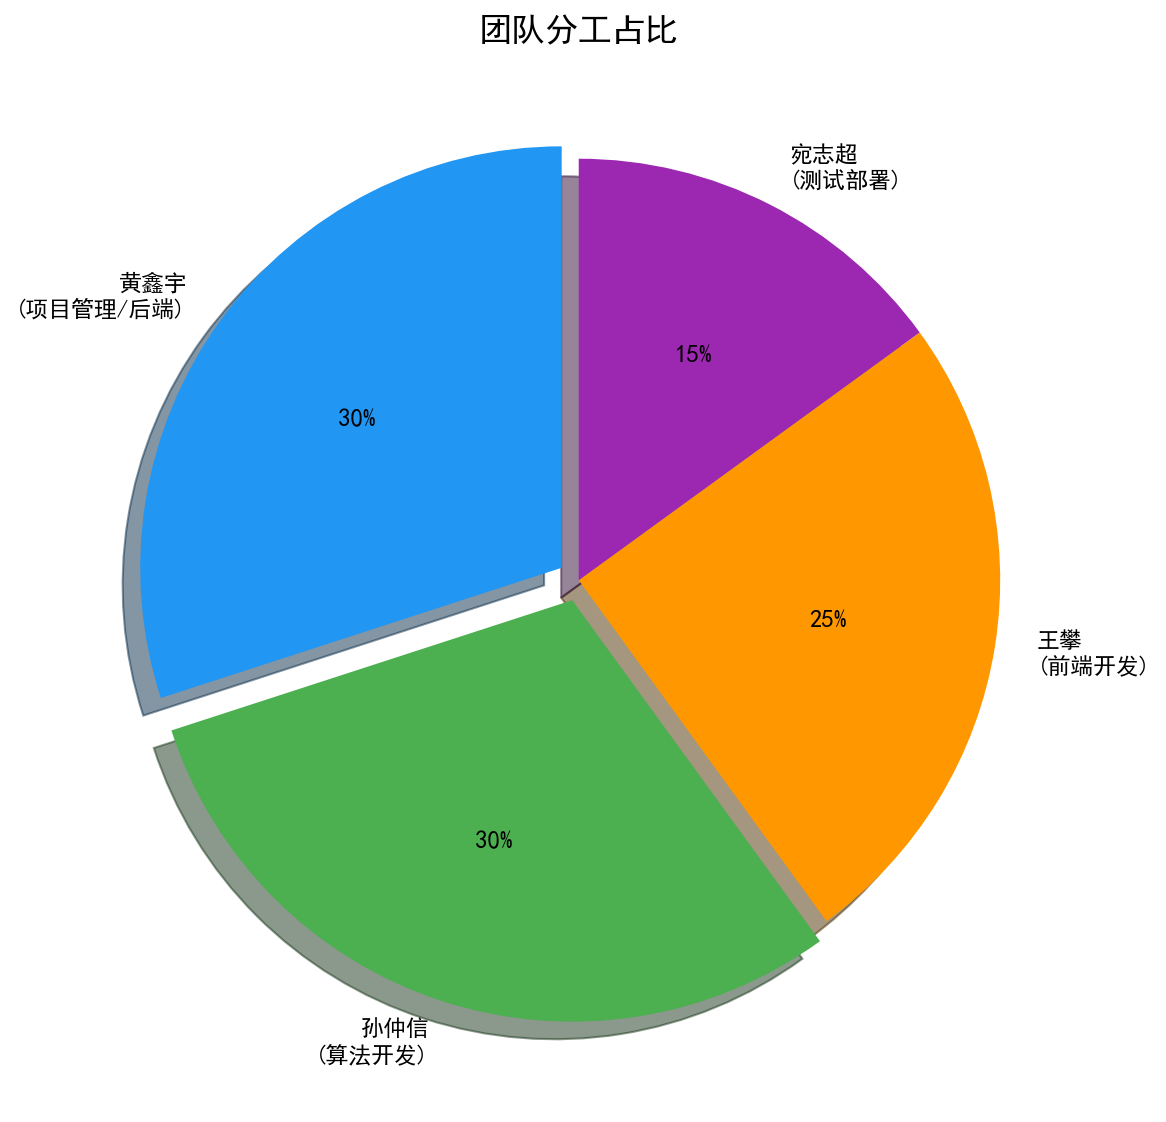 团队分工占比
宛志超
(测试部署)
黄鑫宇
(项目管理/后端)
15%
30%
25%
王攀
(前端开发)
30%
孙仲信
(算法开发)